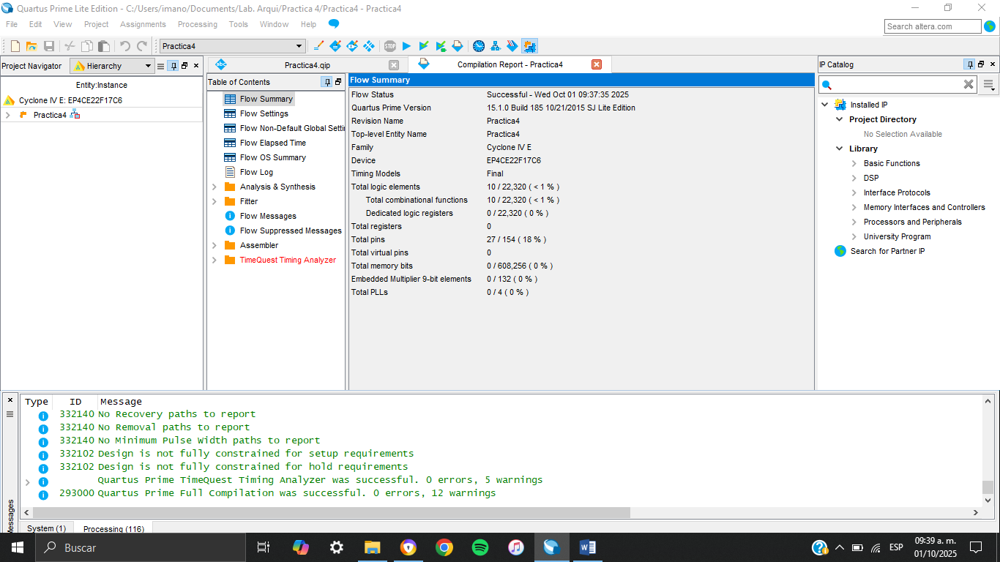 Quartus Prime Lite Edition - C:/Users/imano/Documents/Lab. Arqui/Practica 4/Practica4 - Practica4
File Edit View Project Assignments Processing Tools Window Help
Search altera.com
Practica4
Project Navigator Hierarchy
Entity:Instance
Cyclone IV E: EP4CE22F17C6
Practica4
Practica4.qip
Compilation Report - Practica4
Table of Contents
Flow Summary
Flow Settings
Flow Non-Default Global Settin
Flow Elapsed Time
Flow OS Summary
Flow Log
Analysis & Synthesis
Fitter
Flow Messages
Flow Suppressed Messages
Assembler
TimeQuest Timing Analyzer
Flow Summary
Flow Status Successful - Wed Oct 01 09:37:35 2025
Quartus Prime Version 15.1.0 Build 185 10/21/2015 SJ Lite Edition
Revision Name Practica4
Top-level Entity Name Practica4
Family Cyclone IV E
Device EP4CE22F17C6
Timing Models Final
Total logic elements 10 / 22,320 ( < 1 % )
Total combinational functions 10 / 22,320 ( < 1 % )
Dedicated logic registers 0 / 22,320 ( 0 % )
Total registers 0
Total pins 27 / 154 ( 18 % )
Total virtual pins 0
Total memory bits 0 / 608,256 ( 0 % )
Embedded Multiplier 9-bit elements 0 / 132 ( 0 % )
Total PLLs 0 / 4 ( 0 % )
IP Catalog
Installed IP
Project Directory
No Selection Available
Library
Basic Functions
DSP
Interface Protocols
Memory Interfaces and Controllers
Processors and Peripherals
University Program
Search for Partner IP
Type ID Message
332140 No Recovery paths to report
332140 No Removal paths to report
332140 No Minimum Pulse Width paths to report
332102 Design is not fully constrained for setup requirements
332102 Design is not fully constrained for hold requirements
Quartus Prime TimeQuest Timing Analyzer was successful. 0 errors, 5 warnings
293000 Quartus Prime Full Compilation was successful. 0 errors, 12 warnings
Messages
System (1) Processing (116)
Buscar
ESP
09:39 a. m.
01/10/2025